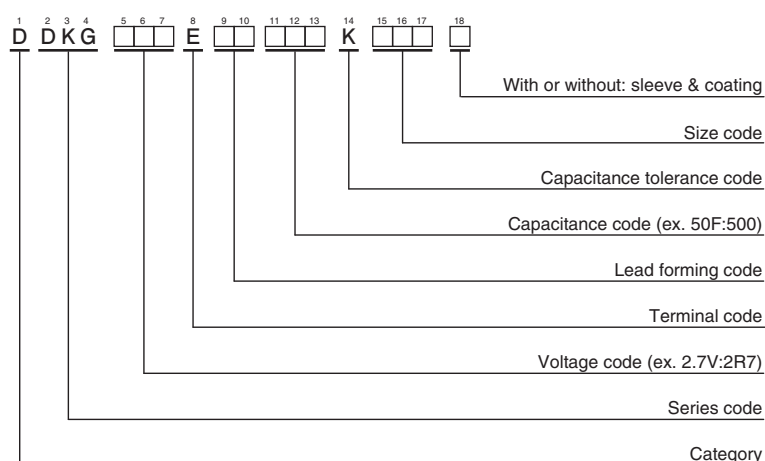 1 2 3 4 5 6 7 8 9 10 11 12 13 14 15 16 17 18
D DKG E K
With or without: sleeve & coating
Size code
Capacitance tolerance code
Capacitance code (ex. 50F:500)
Lead forming code
Terminal code
Voltage code (ex. 2.7V:2R7)
Series code
Category